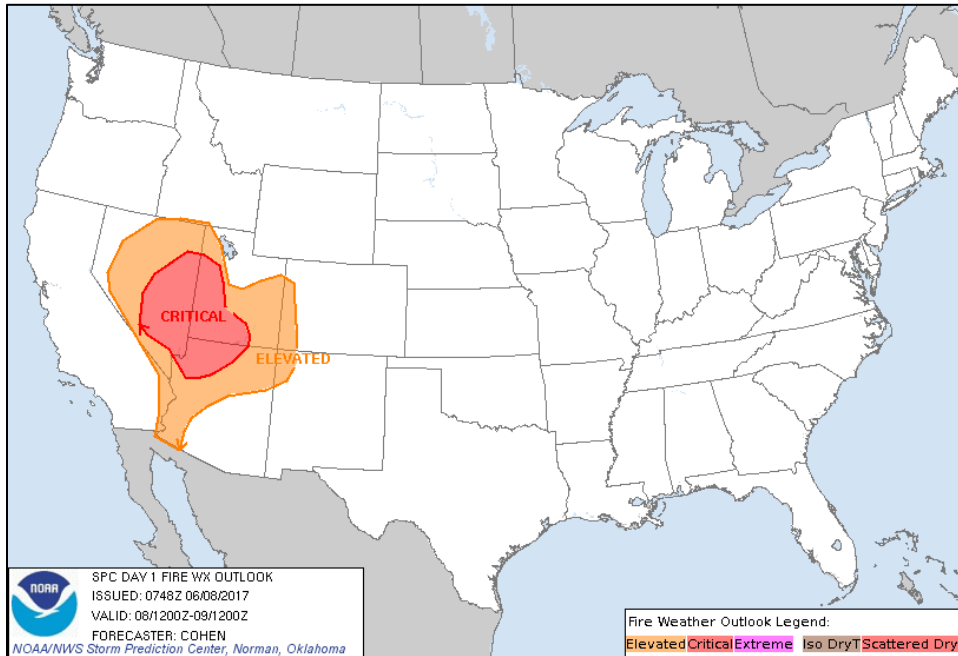 CRITICAL
ELEVATED
NOAA
SPC DAY 1 FIRE WX OUTLOOK
ISSUED: 0748Z 06/08/2017
VALID: 08/1200Z-09/1200Z
FORECASTER: COHEN
NOAA/NWS Storm Prediction Center, Norman, Oklahoma
Fire Weather Outlook Legend:
Elevated Critical Extreme Iso DryT Scattered Dry